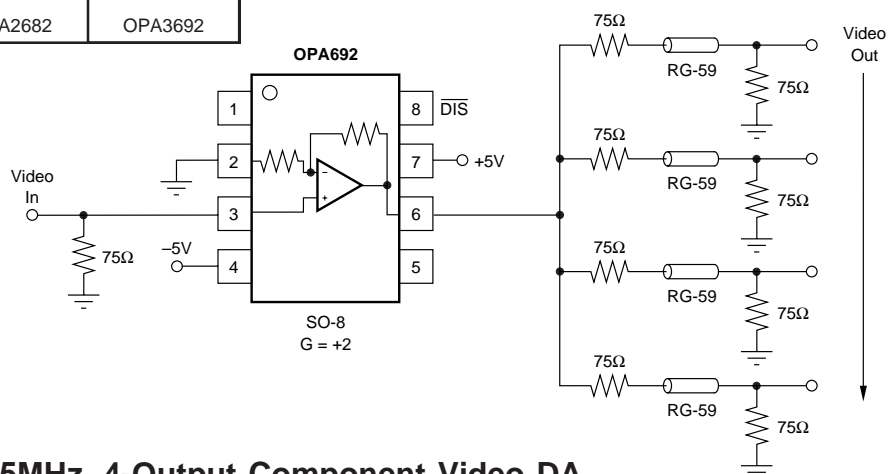 A2682 OPA3692
OPA692
1
2
3
4
8 DIS
7 +5V
6
5
Video
In
75Ω
–5V
SO-8
G = +2
75Ω
RG-59
75Ω
75Ω
RG-59
75Ω
75Ω
RG-59
75Ω
75Ω
RG-59
75Ω
Video
Out
5MHz, 4-Output Component Video DA